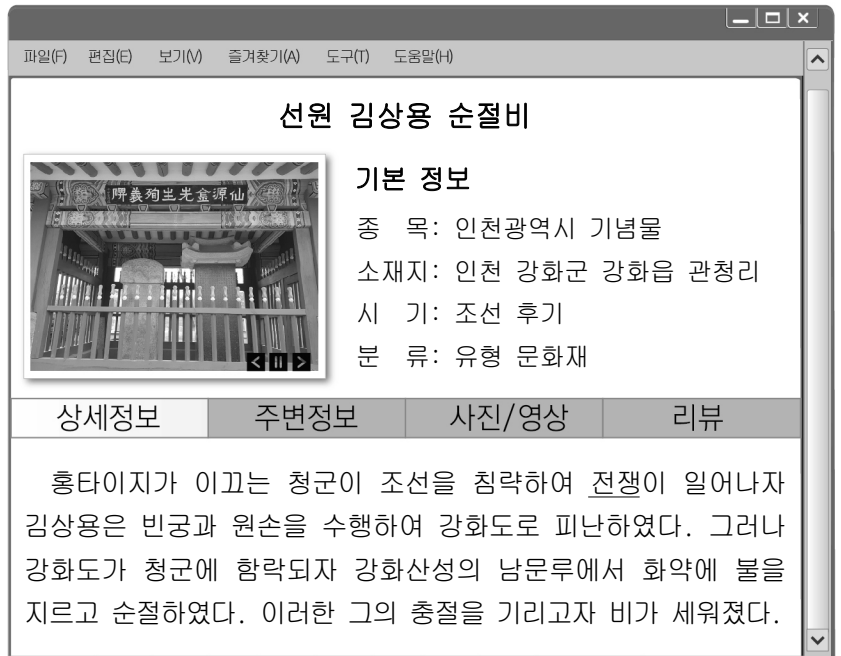 파일(F) 편집(E) 보기(V) 즐겨찾기(A) 도구(T) 도움말(H)
선원 김상용 순절비
기본 정보
종 목: 인천광역시 기념물
소재지: 인천 강화군 강화읍 관청리
시 기: 조선 후기
분 류: 유형 문화재
상세정보 주변정보 사진/영상 리뷰
홍타이지가 이끄는 청군이 조선을 침략하여 전쟁이 일어나자
김상용은 빈궁과 원손을 수행하여 강화도로 피난하였다. 그러나
강화도가 청군에 함락되자 강화산성의 남문루에서 화약에 불을
지르고 순절하였다. 이러한 그의 충절을 기리고자 비가 세워졌다.